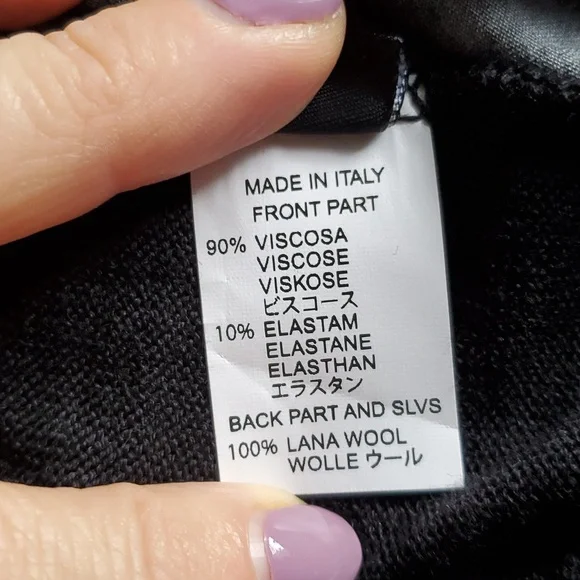 MADE IN ITALY
FRONT PART
90% VISCOSA
VISCOSE
VISKOSE
ビスコース
10% ELASTAM
ELASTANE
ELASTHAN
エラスタン
BACK PART AND SLVS
100% LANA WOOL
WOLLE ウール